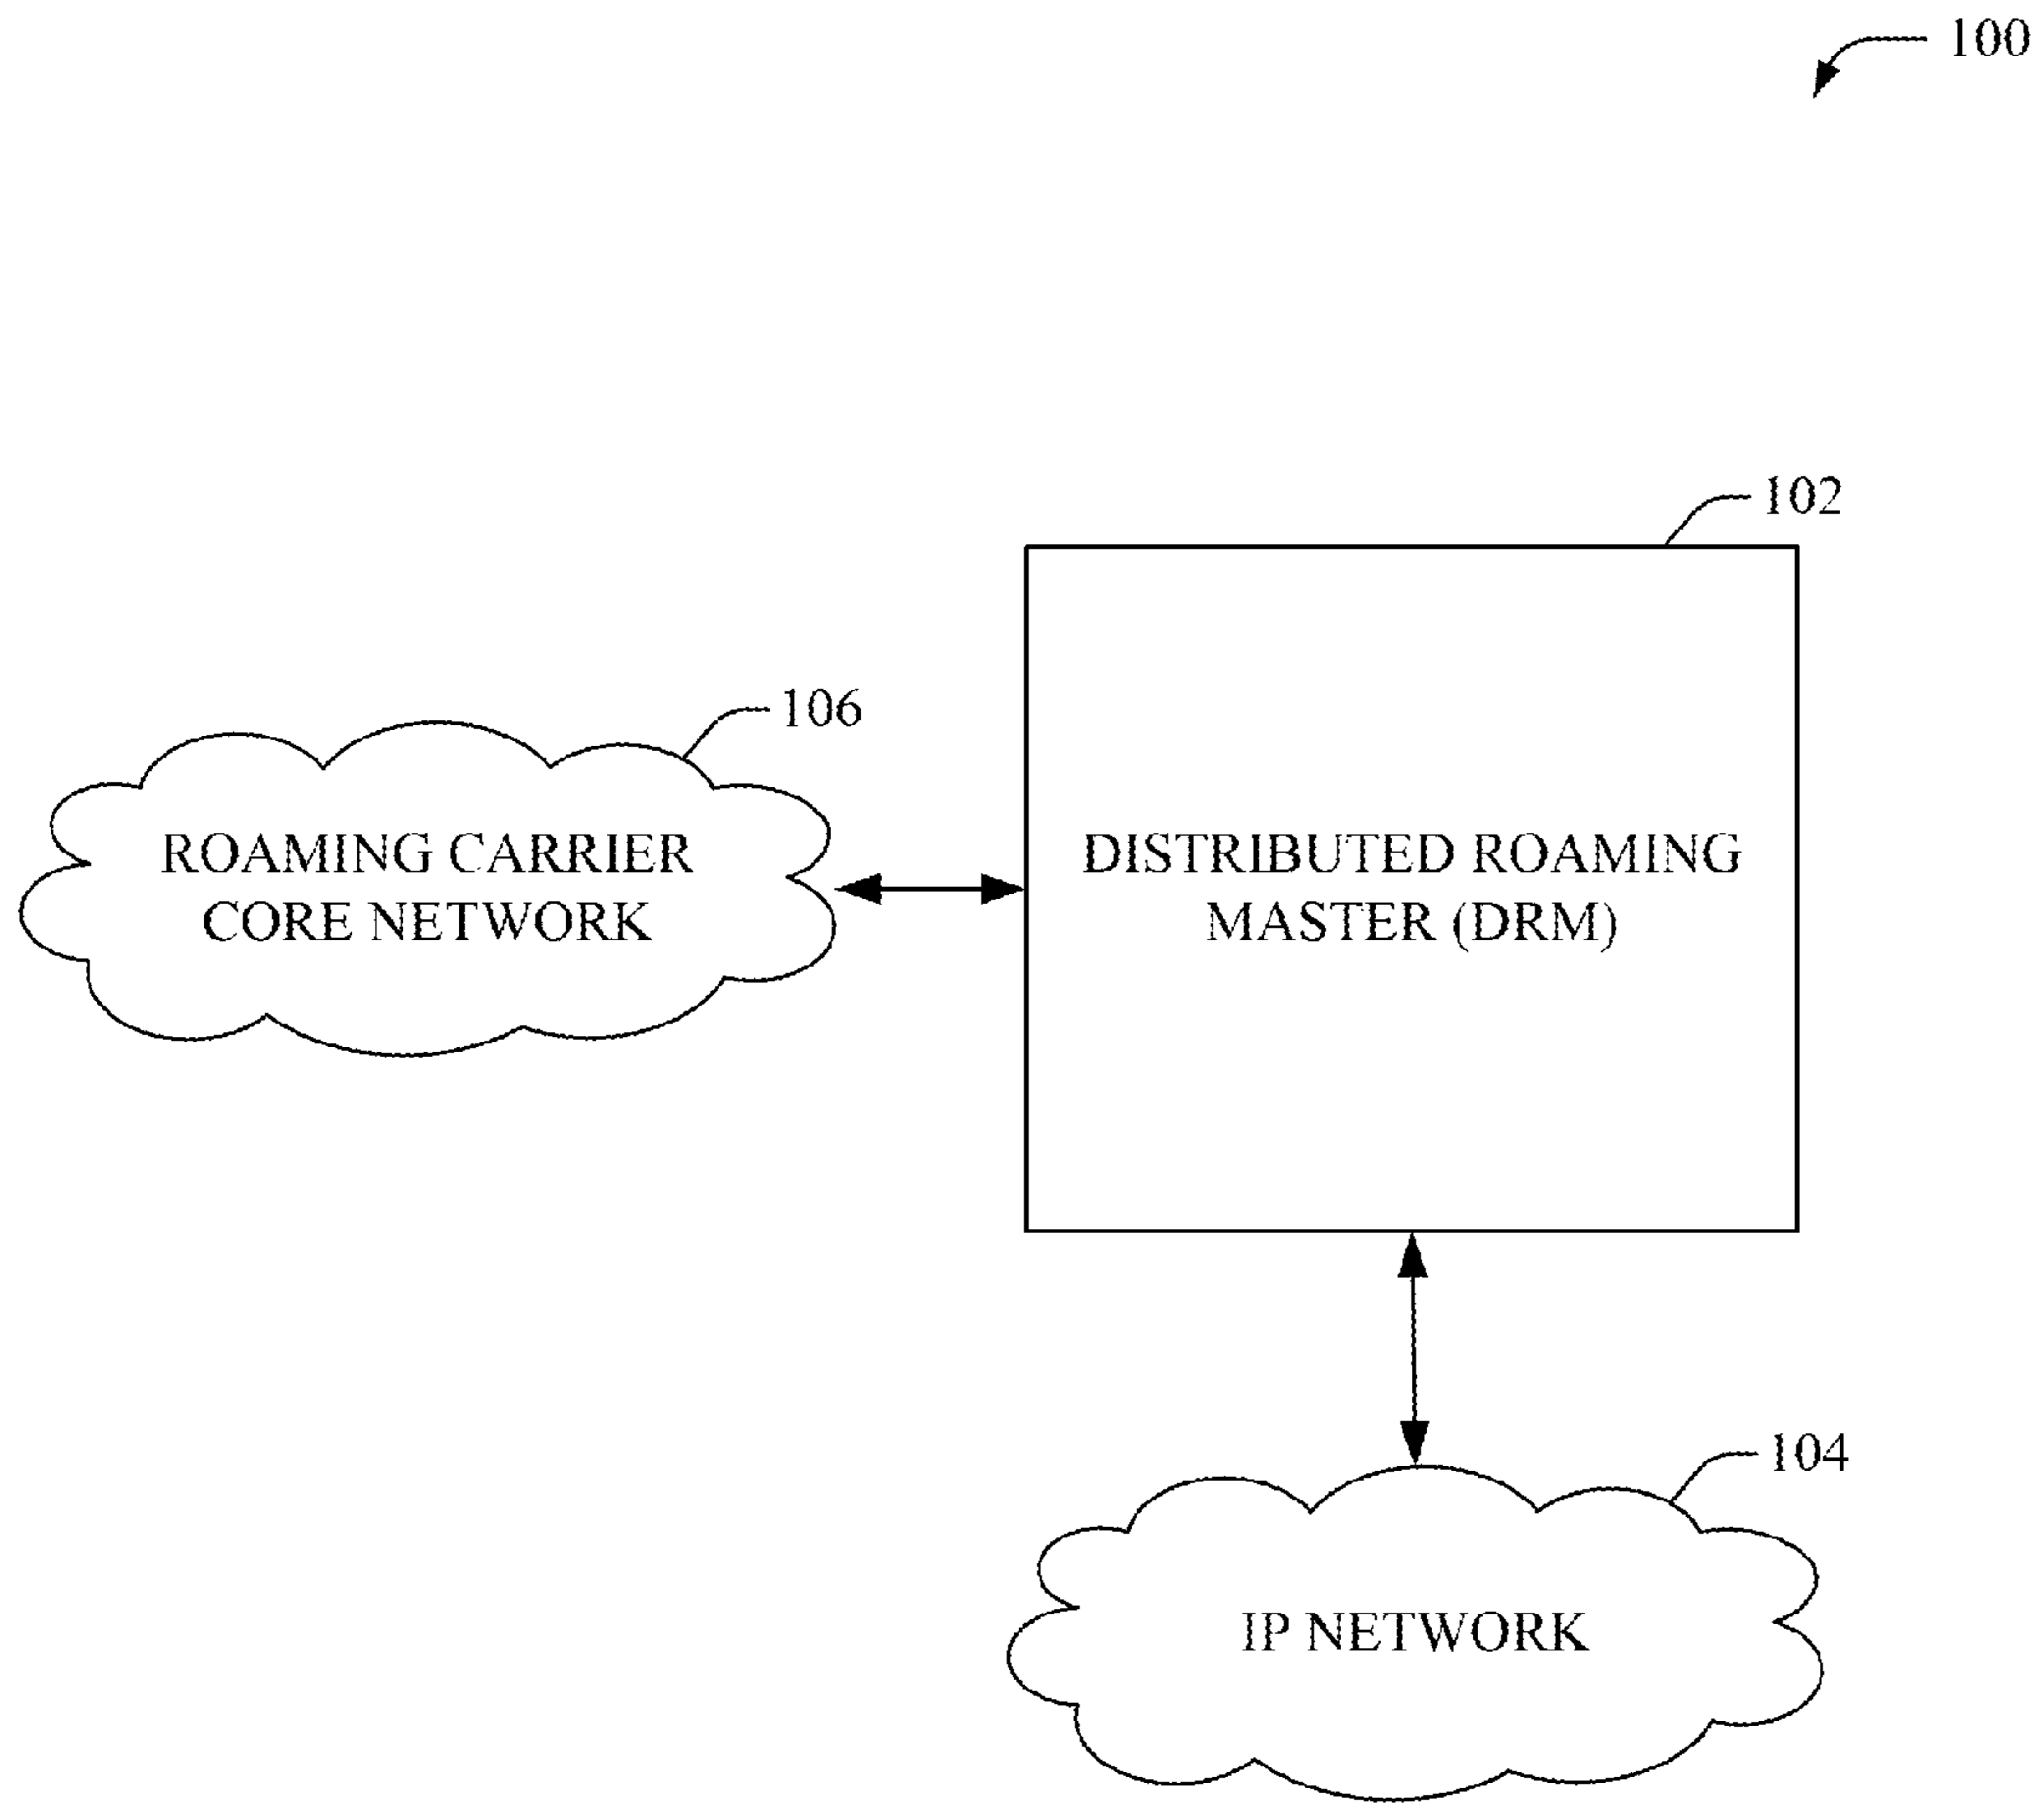 100
102
106
ROAMING CARRIER
CORE NETWORK
DISTRIBUTED ROAMING
MASTER (DRM)
104
IP NETWORK